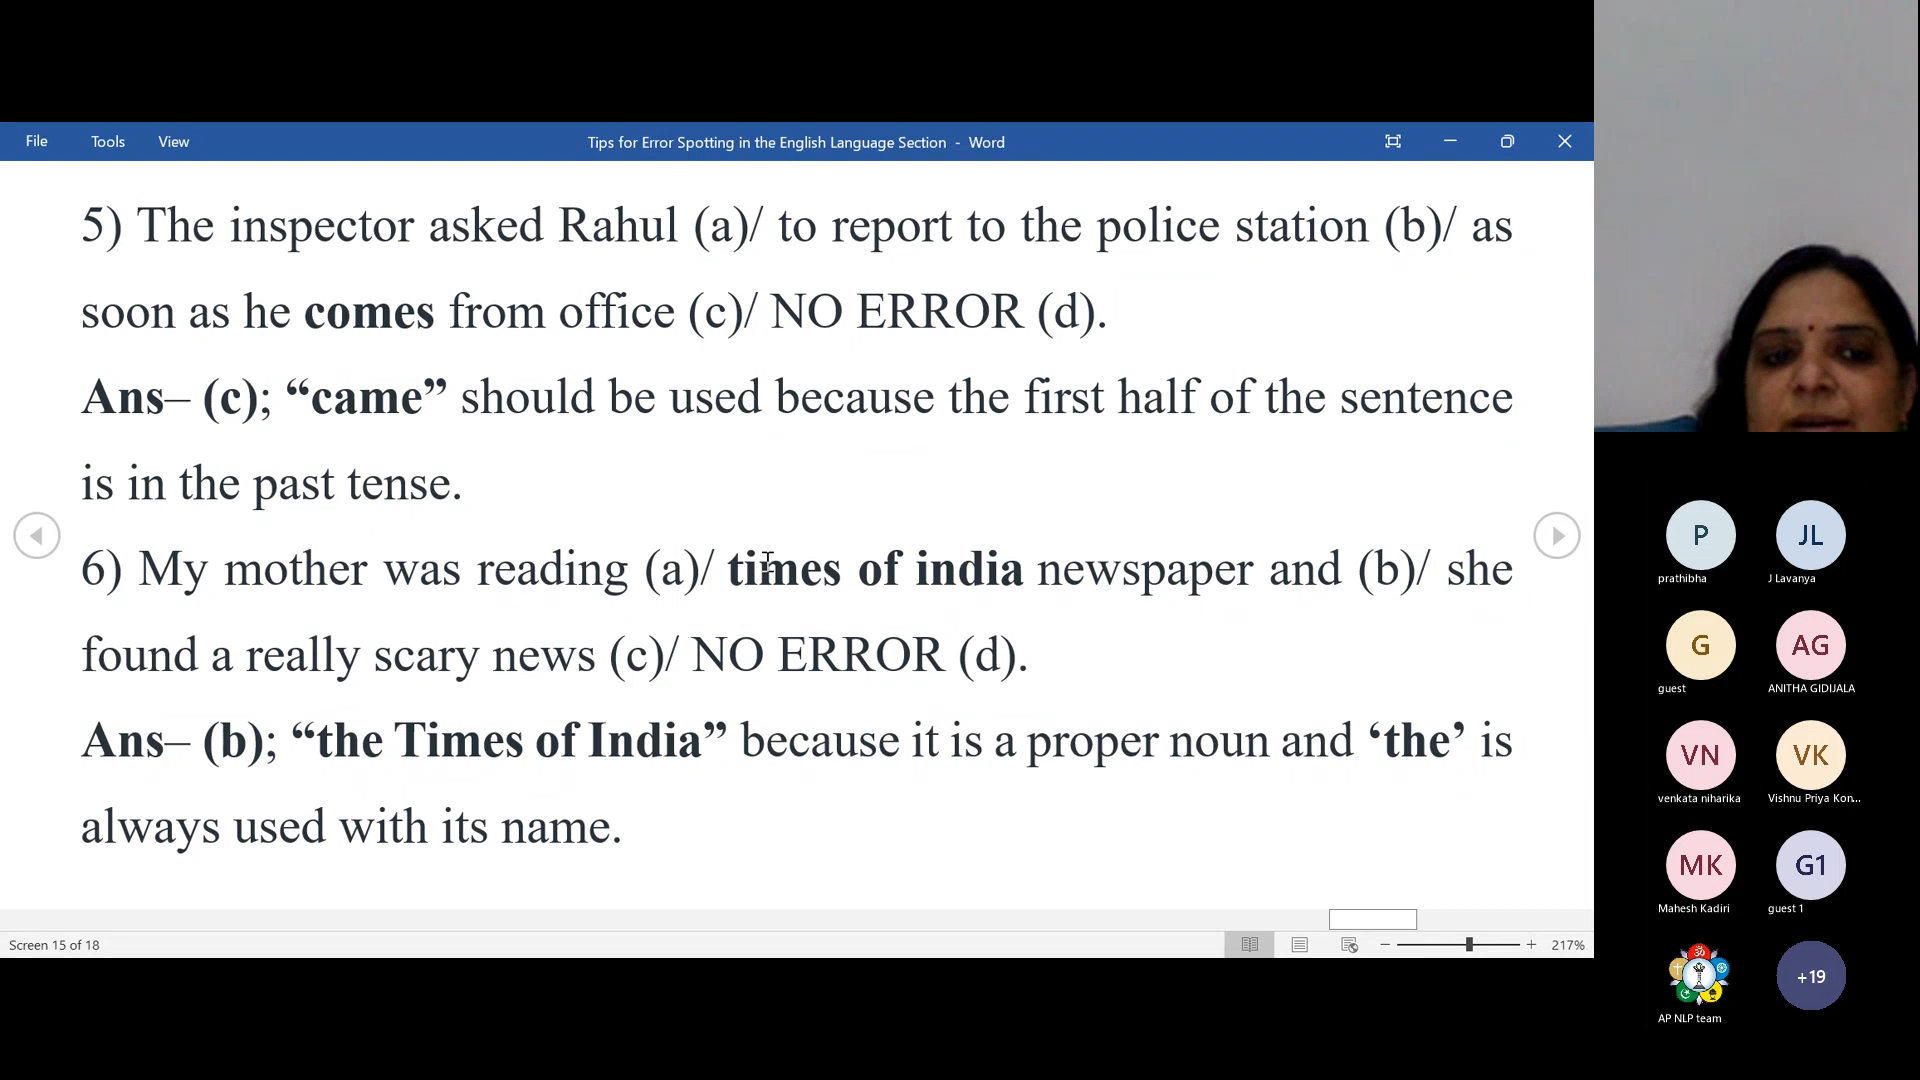 File Tools View Tips for Error Spotting in the English Language Section - Word
5) The inspector asked Rahul (a)/ to report to the police station (b)/ as
soon as he comes from office (c)/ NO ERROR (d).
Ans– (c); “came” should be used because the first half of the sentence
is in the past tense.
6) My mother was reading (a)/ times of india newspaper and (b)/ she
found a really scary news (c)/ NO ERROR (d).
Ans– (b); “the Times of India” because it is a proper noun and ‘the’ is
always used with its name.
Screen 15 of 18
217%
P JL
prathibha J Lavanya
G AG
guest ANITHA GIDIJALA
VN VK
venkata niharika Vishnu Priya Kon...
MK G1
Mahesh Kadiri guest 1
+19
AP NLP team